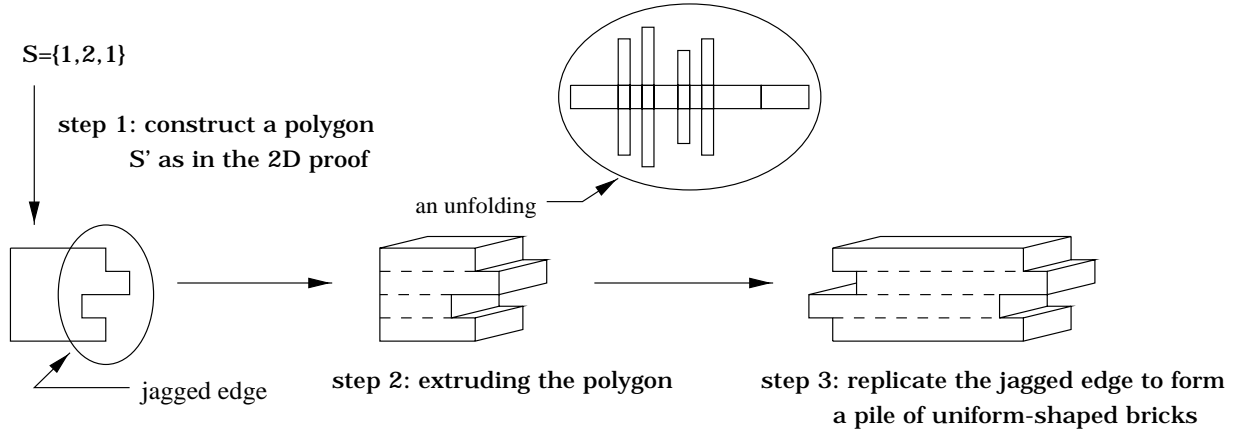 S={1,2,1}
step 1: construct a polygon
S' as in the 2D proof
an unfolding
jagged edge
step 2: extruding the polygon
step 3: replicate the jagged edge to form
a pile of uniform-shaped bricks